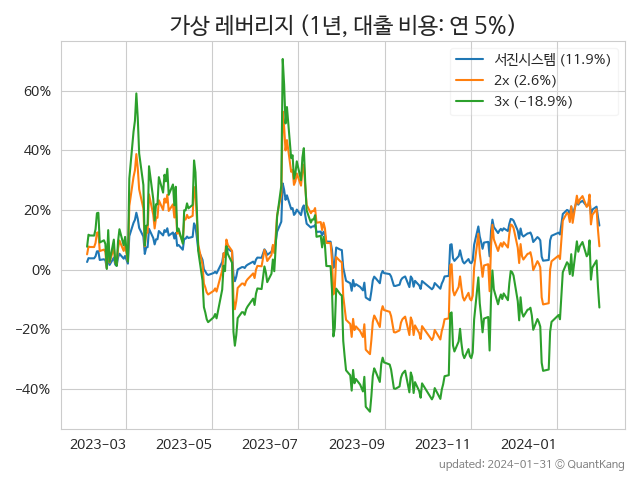 가상 레버리지 (1년, 대출 비용: 연 5%)
서진시스템 (11.9%)
2x (2.6%)
3x (−18.9%)
60%
40%
20%
0%
−20%
−40%
2023-03 2023-05 2023-07 2023-09 2023-11 2024-01
updated: 2024-01-31 © QuantKang